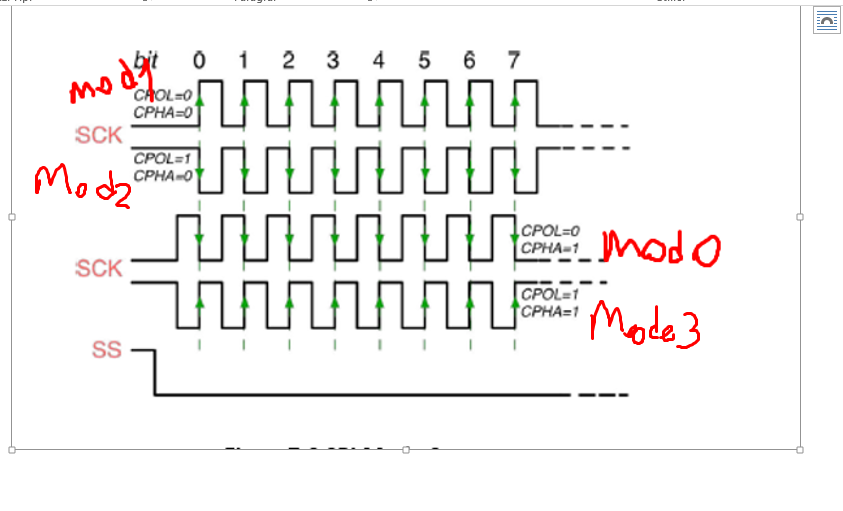 bit 0 1 2 3 4 5 6 7
mod1
CPOL=0
CPHA=0
SCK
CPOL=1
CPHA=0
Mod2
CPOL=0
CPHA=1
Mod0
SCK
CPOL=1
CPHA=1
Mode3
SS